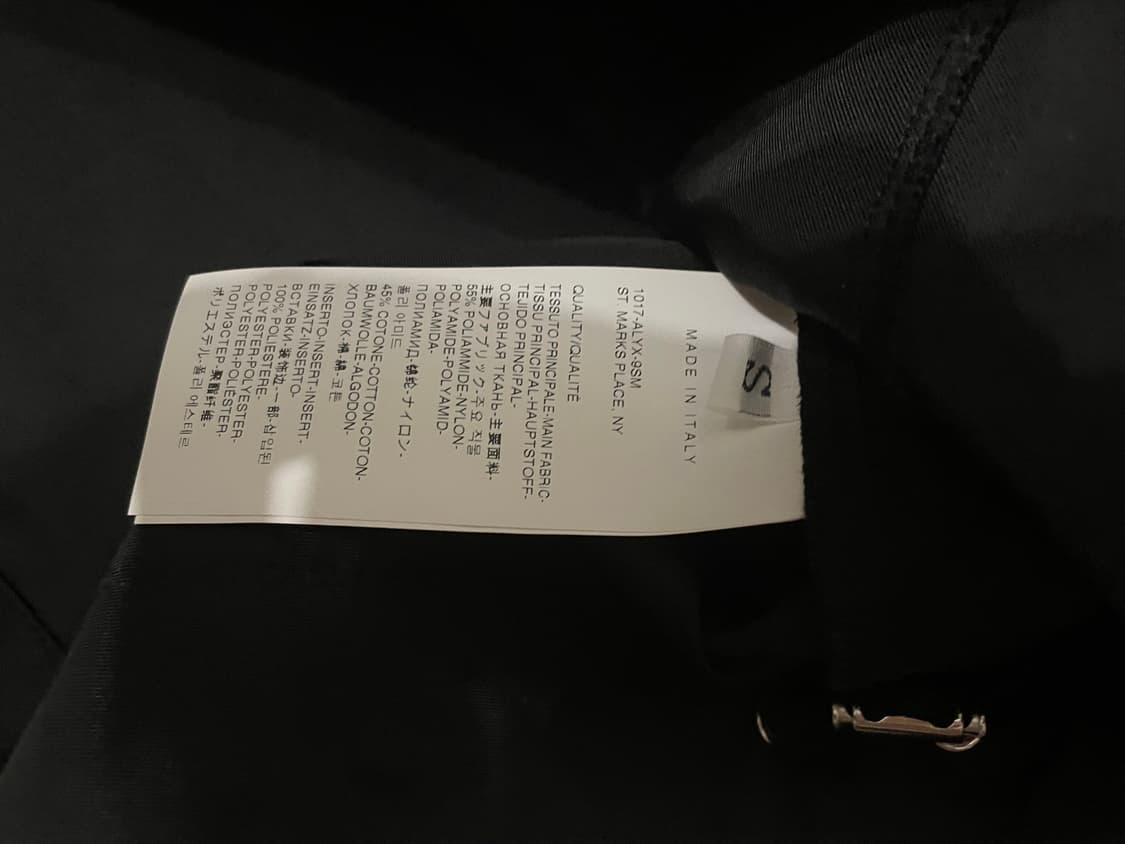 S
MADE IN ITALY
1017-ALYX-9SM
ST. MARKS PLACE, NY
QUALITY/QUALITÉ
TESSUTO PRINCIPALE-MAIN FABRIC-
TISSU PRINCIPAL-HAUPTSTOFF-
TEJIDO PRINCIPAL-
ОСНОВНАЯ ТКАНЬ-主要面料-
主要ファブリック-주요 직물
55% POLIAMMIDE-NYLON-
POLYAMIDE-POLYAMID-
POLIAMIDA-
ПОЛИАМИД-锦纶-ナイロン-
폴리 아미드
45% COTONE-COTTON-COTON-
BAUMWOLLE-ALGODON-
ХЛОПОК-棉-綿-코튼
INSERTO-INSERT-INSERT-
EINSATZ-INSERTO-
ВСТАВКИ-装饰边-一部-삽입된
100% POLIESTERE-
POLYESTER-POLYESTER-
POLYESTER-POLIÉSTER-
ПОЛИЭСТЕР-聚酯纤维-
ポリエステル-폴리 에스테르